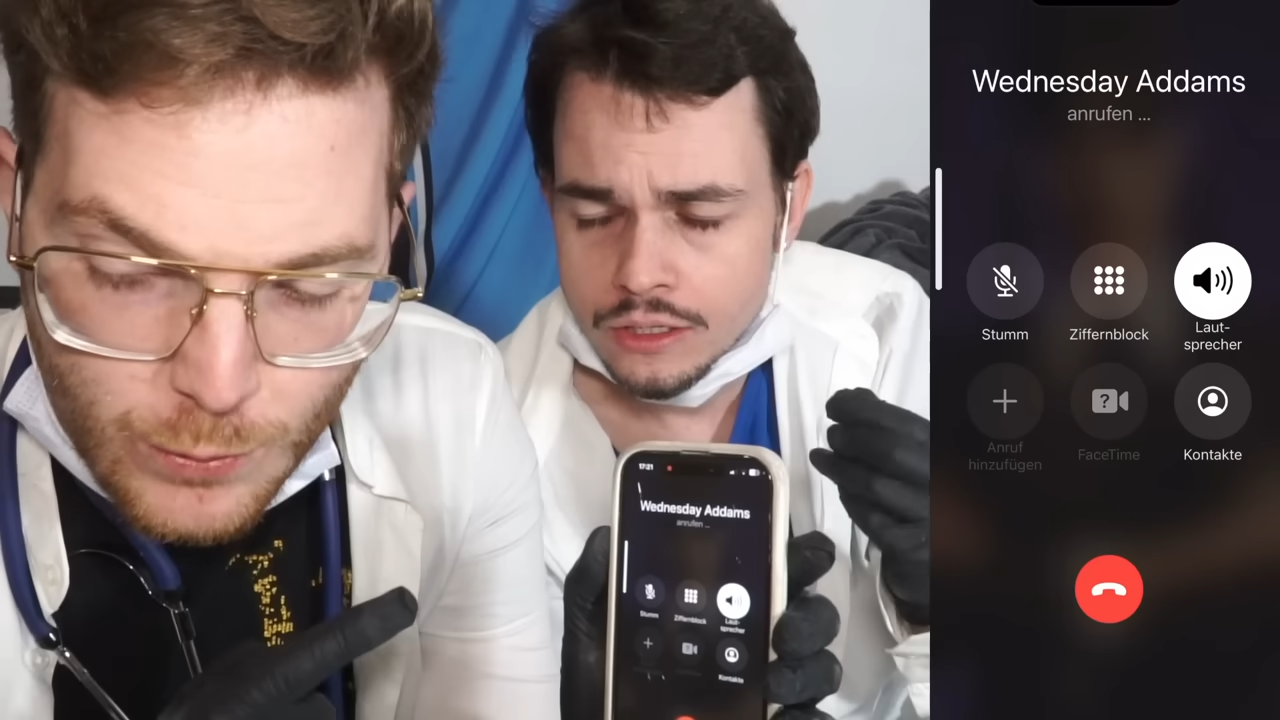 Wednesday Addams
anrufen ...
Stumm
Ziffernblock
Laut-
sprecher
Anruf
hinzufügen
FaceTime
Kontakte
17:21
Wednesday Addams
anrufen ...
Stumm
Ziffernblock
Laut-
sprecher
Kontakte